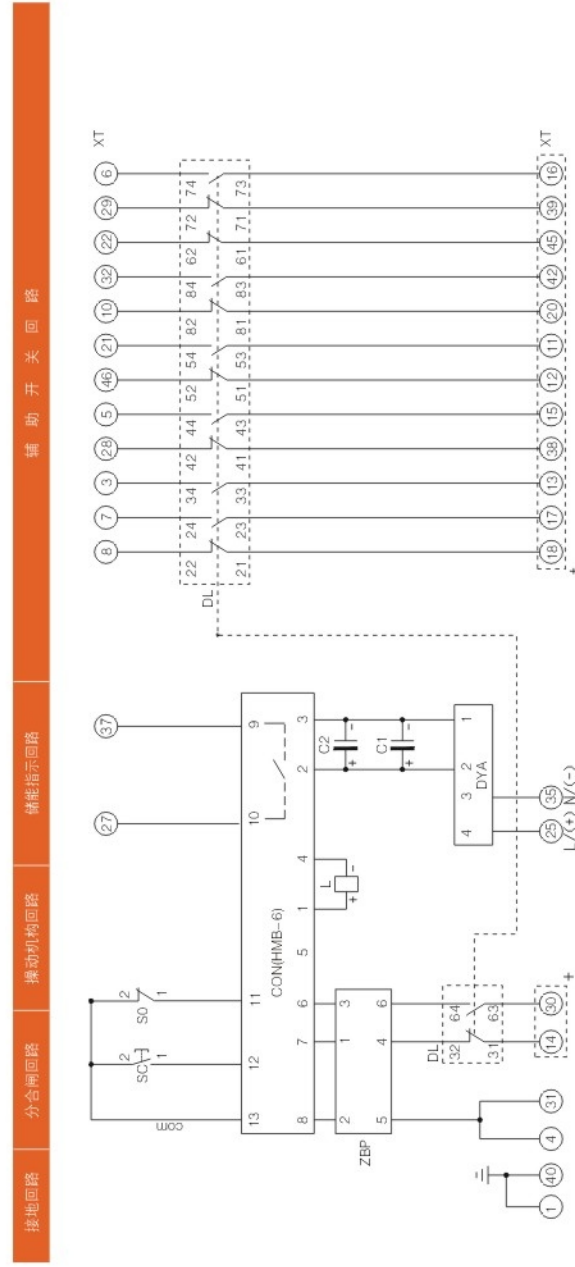 接地回路 分合闸回路 操动机构回路 储能指示回路 辅助开关回路
XT
27 37 8 7 3 28 5 46 21 10 32 22 29 6
2 2
SC S0
1 1
com
22 24 34 42 44 52 54 82 84 62 72 74
21 23 33 41 43 51 53 81 83 61 71 73
DL
13 12 11 10 9
CON(HMB-6)
8 7 6 5 1 4 2 3
L
+ -
C2
+ -
C1
+ -
2 1 3
ZBP
5 4 6
4 3 2 1
DYA
DL
32 64
31 63
1 40 4 31 14 30 25 35 18 17 13 38 15 12 11 20 42 45 39 16
XT
+ L/(+) N/(-) +